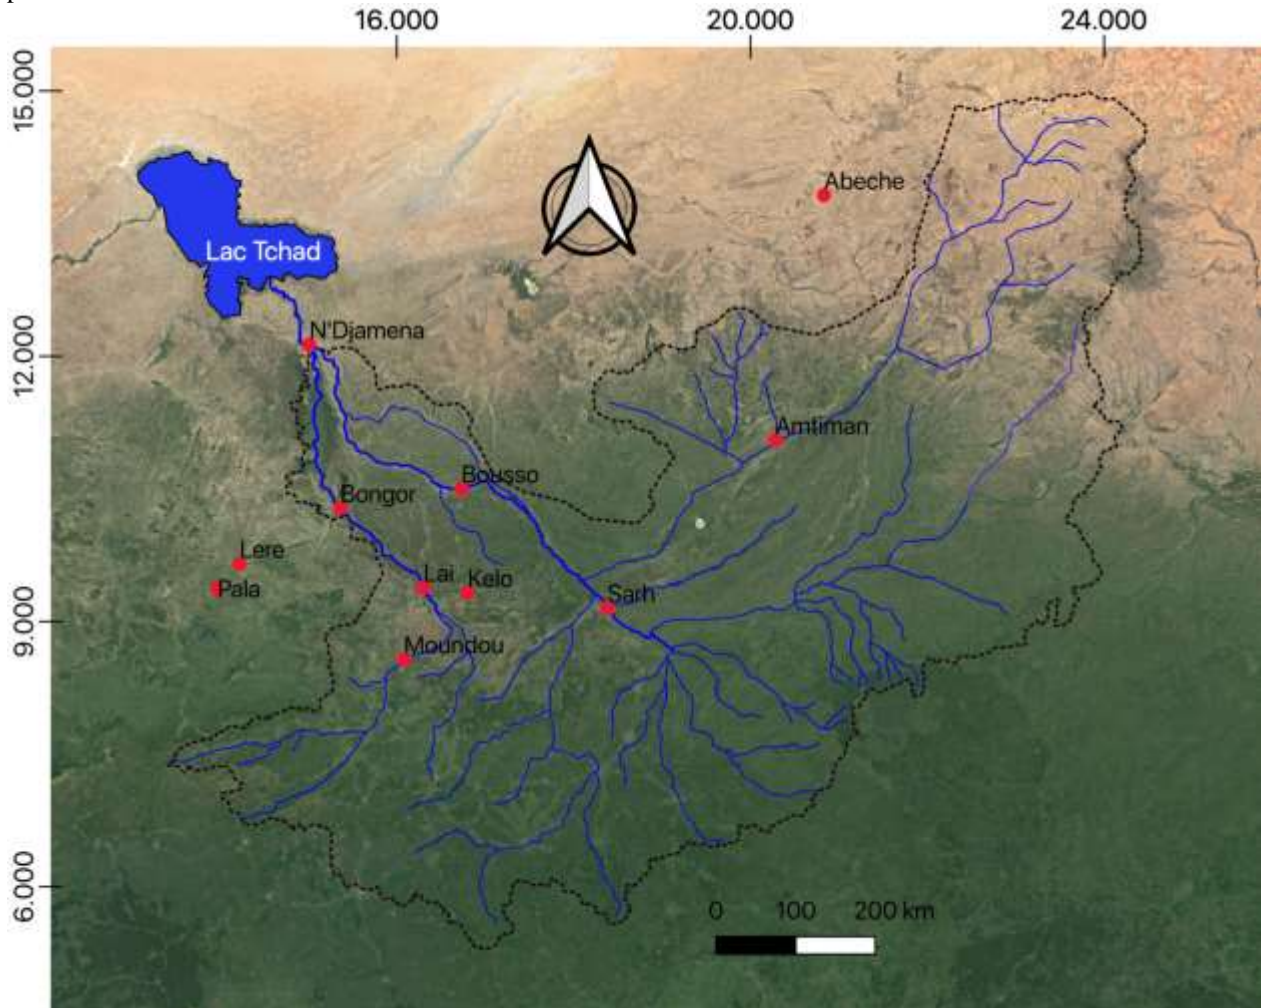 16.000 20.000 24.000
15.000
12.000
9.000
6.000
Abeche
Lac Tchad
N'Djamena
Amtiman
Bousso
Bongor
Lere
Pala
Lai
Kelo
Sarh
Moundou
0 100 200 km